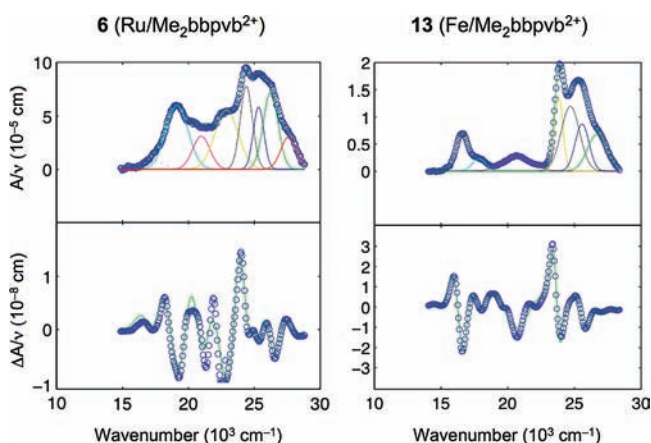 6 (Ru/Me₂bbpvb²⁺)
13 (Fe/Me₂bbpvb²⁺)
A/ν (10⁻⁵ cm)
10
5
0
2
1.5
1
0.5
0
ΔA/ν (10⁻⁸ cm)
1
0
−1
3
2
1
0
−1
−2
−3
10 15 20 25 30
10 15 20 25 30
Wavenumber (10³ cm⁻¹)
Wavenumber (10³ cm⁻¹)